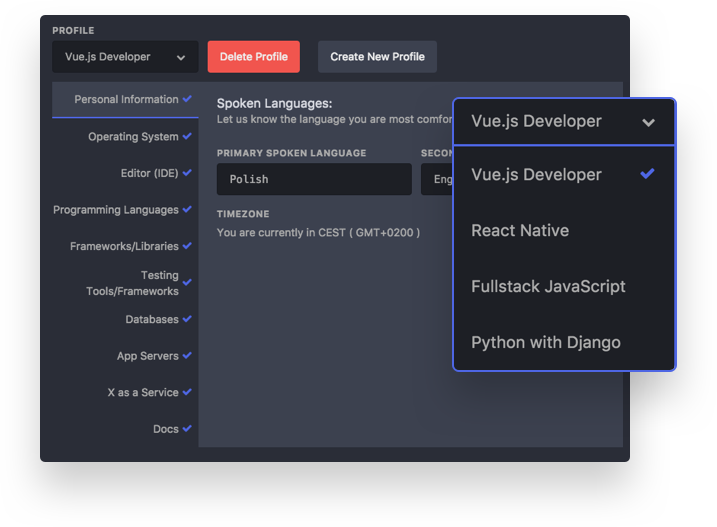 PROFILE
Vue.js Developer
Delete Profile
Create New Profile
Personal Information
Operating System
Editor (IDE)
Programming Languages
Frameworks/Libraries
Testing
Tools/Frameworks
Databases
App Servers
X as a Service
Docs
Spoken Languages:
Let us know the language you are most
PRIMARY SPOKEN LANGUAGE
Polish
TIMEZONE
You are currently in CEST ( GMT+0200 )
Vue.js Developer
Vue.js Developer
React Native
Fullstack JavaScript
Python with Django